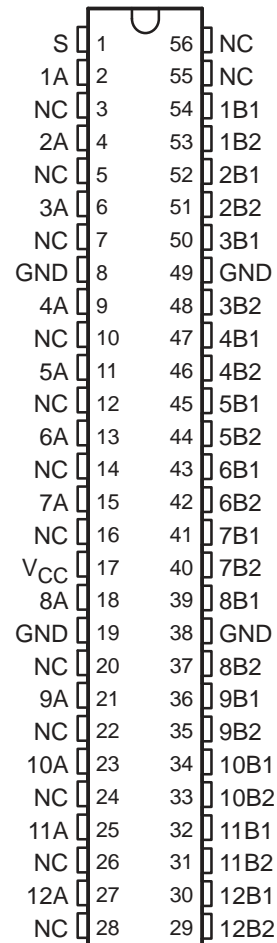 S 1 56 NC
1A 2 55 NC
NC 3 54 1B1
2A 4 53 1B2
NC 5 52 2B1
3A 6 51 2B2
NC 7 50 3B1
GND 8 49 GND
4A 9 48 3B2
NC 10 47 4B1
5A 11 46 4B2
NC 12 45 5B1
6A 13 44 5B2
NC 14 43 6B1
7A 15 42 6B2
NC 16 41 7B1
VCC 17 40 7B2
8A 18 39 8B1
GND 19 38 GND
NC 20 37 8B2
9A 21 36 9B1
NC 22 35 9B2
10A 23 34 10B1
NC 24 33 10B2
11A 25 32 11B1
NC 26 31 11B2
12A 27 30 12B1
NC 28 29 12B2